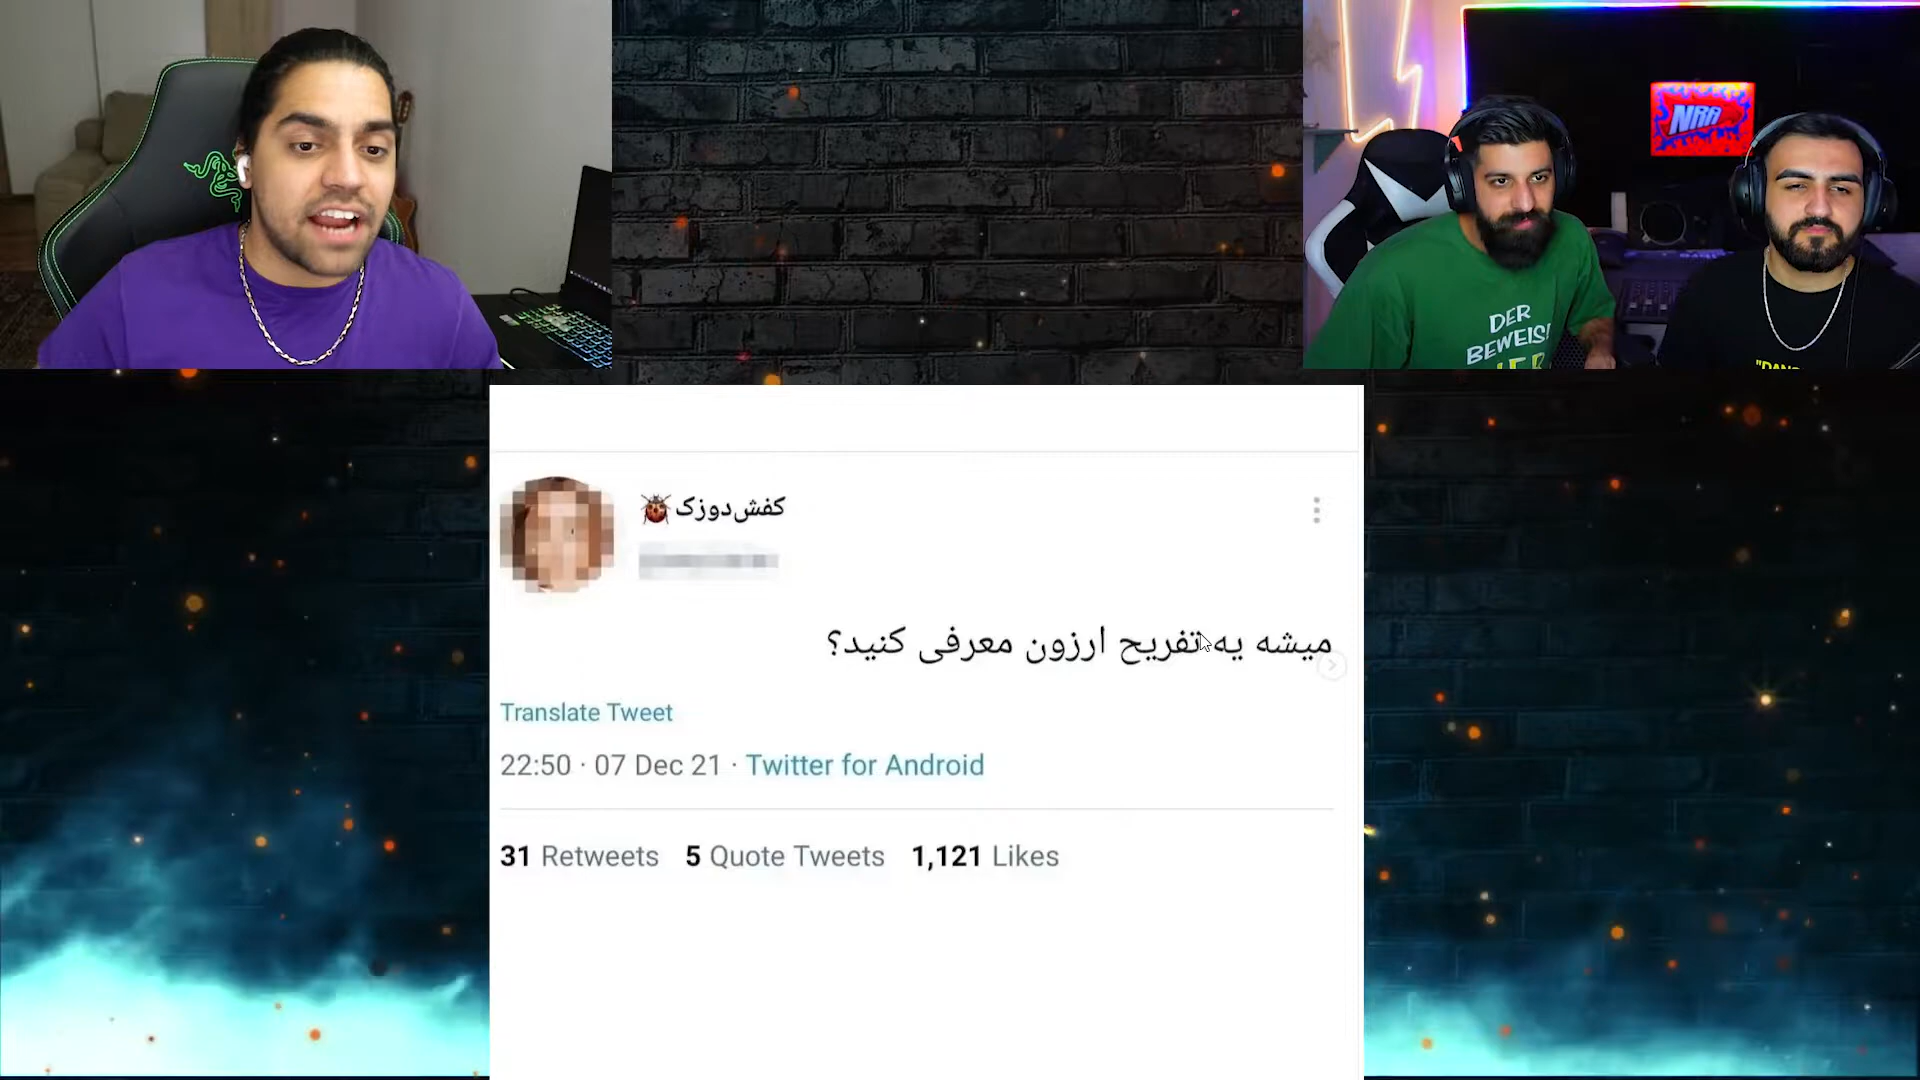 NRA
DER
BEWEIS!
کفش‌دوزک🐞
میشه یه تفریح ارزون معرفی کنید؟
Translate Tweet
22:50 · 07 Dec 21 · Twitter for Android
31 Retweets 5 Quote Tweets 1,121 Likes